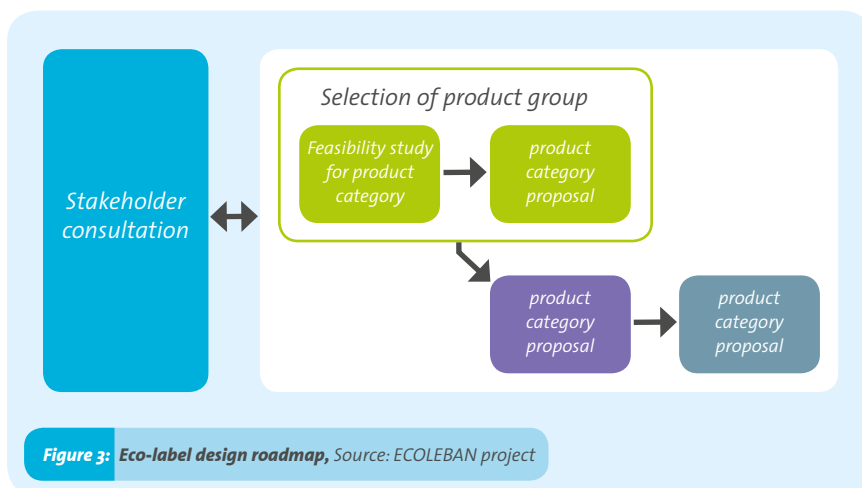 Stakeholder
consultation
Selection of product group
Feasibility study
for product
category
product
category
proposal
product
category
proposal
product
category
proposal
Figure 3: Eco-label design roadmap, Source: ECOLEBAN project